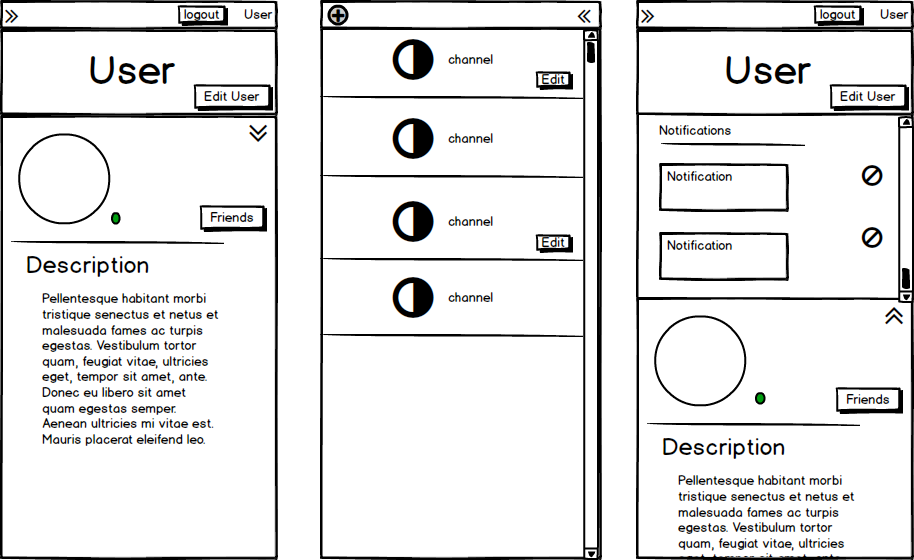 logout User
User
Edit User
Friends
Description
Pellentesque habitant morbi
tristique senectus et netus et
malesuada fames ac turpis
egestas. Vestibulum tortor
quam, feugiat vitae, ultricies
eget, tempor sit amet, ante.
Donec eu libero sit amet
quam egestas semper.
Aenean ultricies mi vitae est.
Mauris placerat eleifend leo.
channel
Edit
channel
channel
Edit
channel
logout User
User
Edit User
Notifications
Notification
Notification
Friends
Description
Pellentesque habitant morbi
tristique senectus et netus et
malesuada fames ac turpis
egestas. Vestibulum tortor
quam, feugiat vitae, ultricies